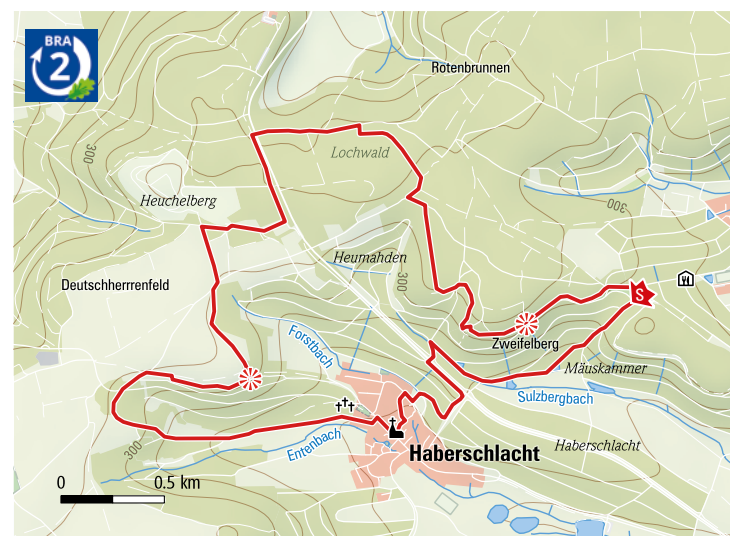 BRA
2
Rotenbrunnen
300
Lochwald
Heuchelberg
300
Heumahden
300
Deutschherrrenfeld
S
Forstbach
Zweifelberg
Mäuskammer
Sulzbergbach
Entenbach
300
Haberschlacht
Haberschlacht
0 0.5 km